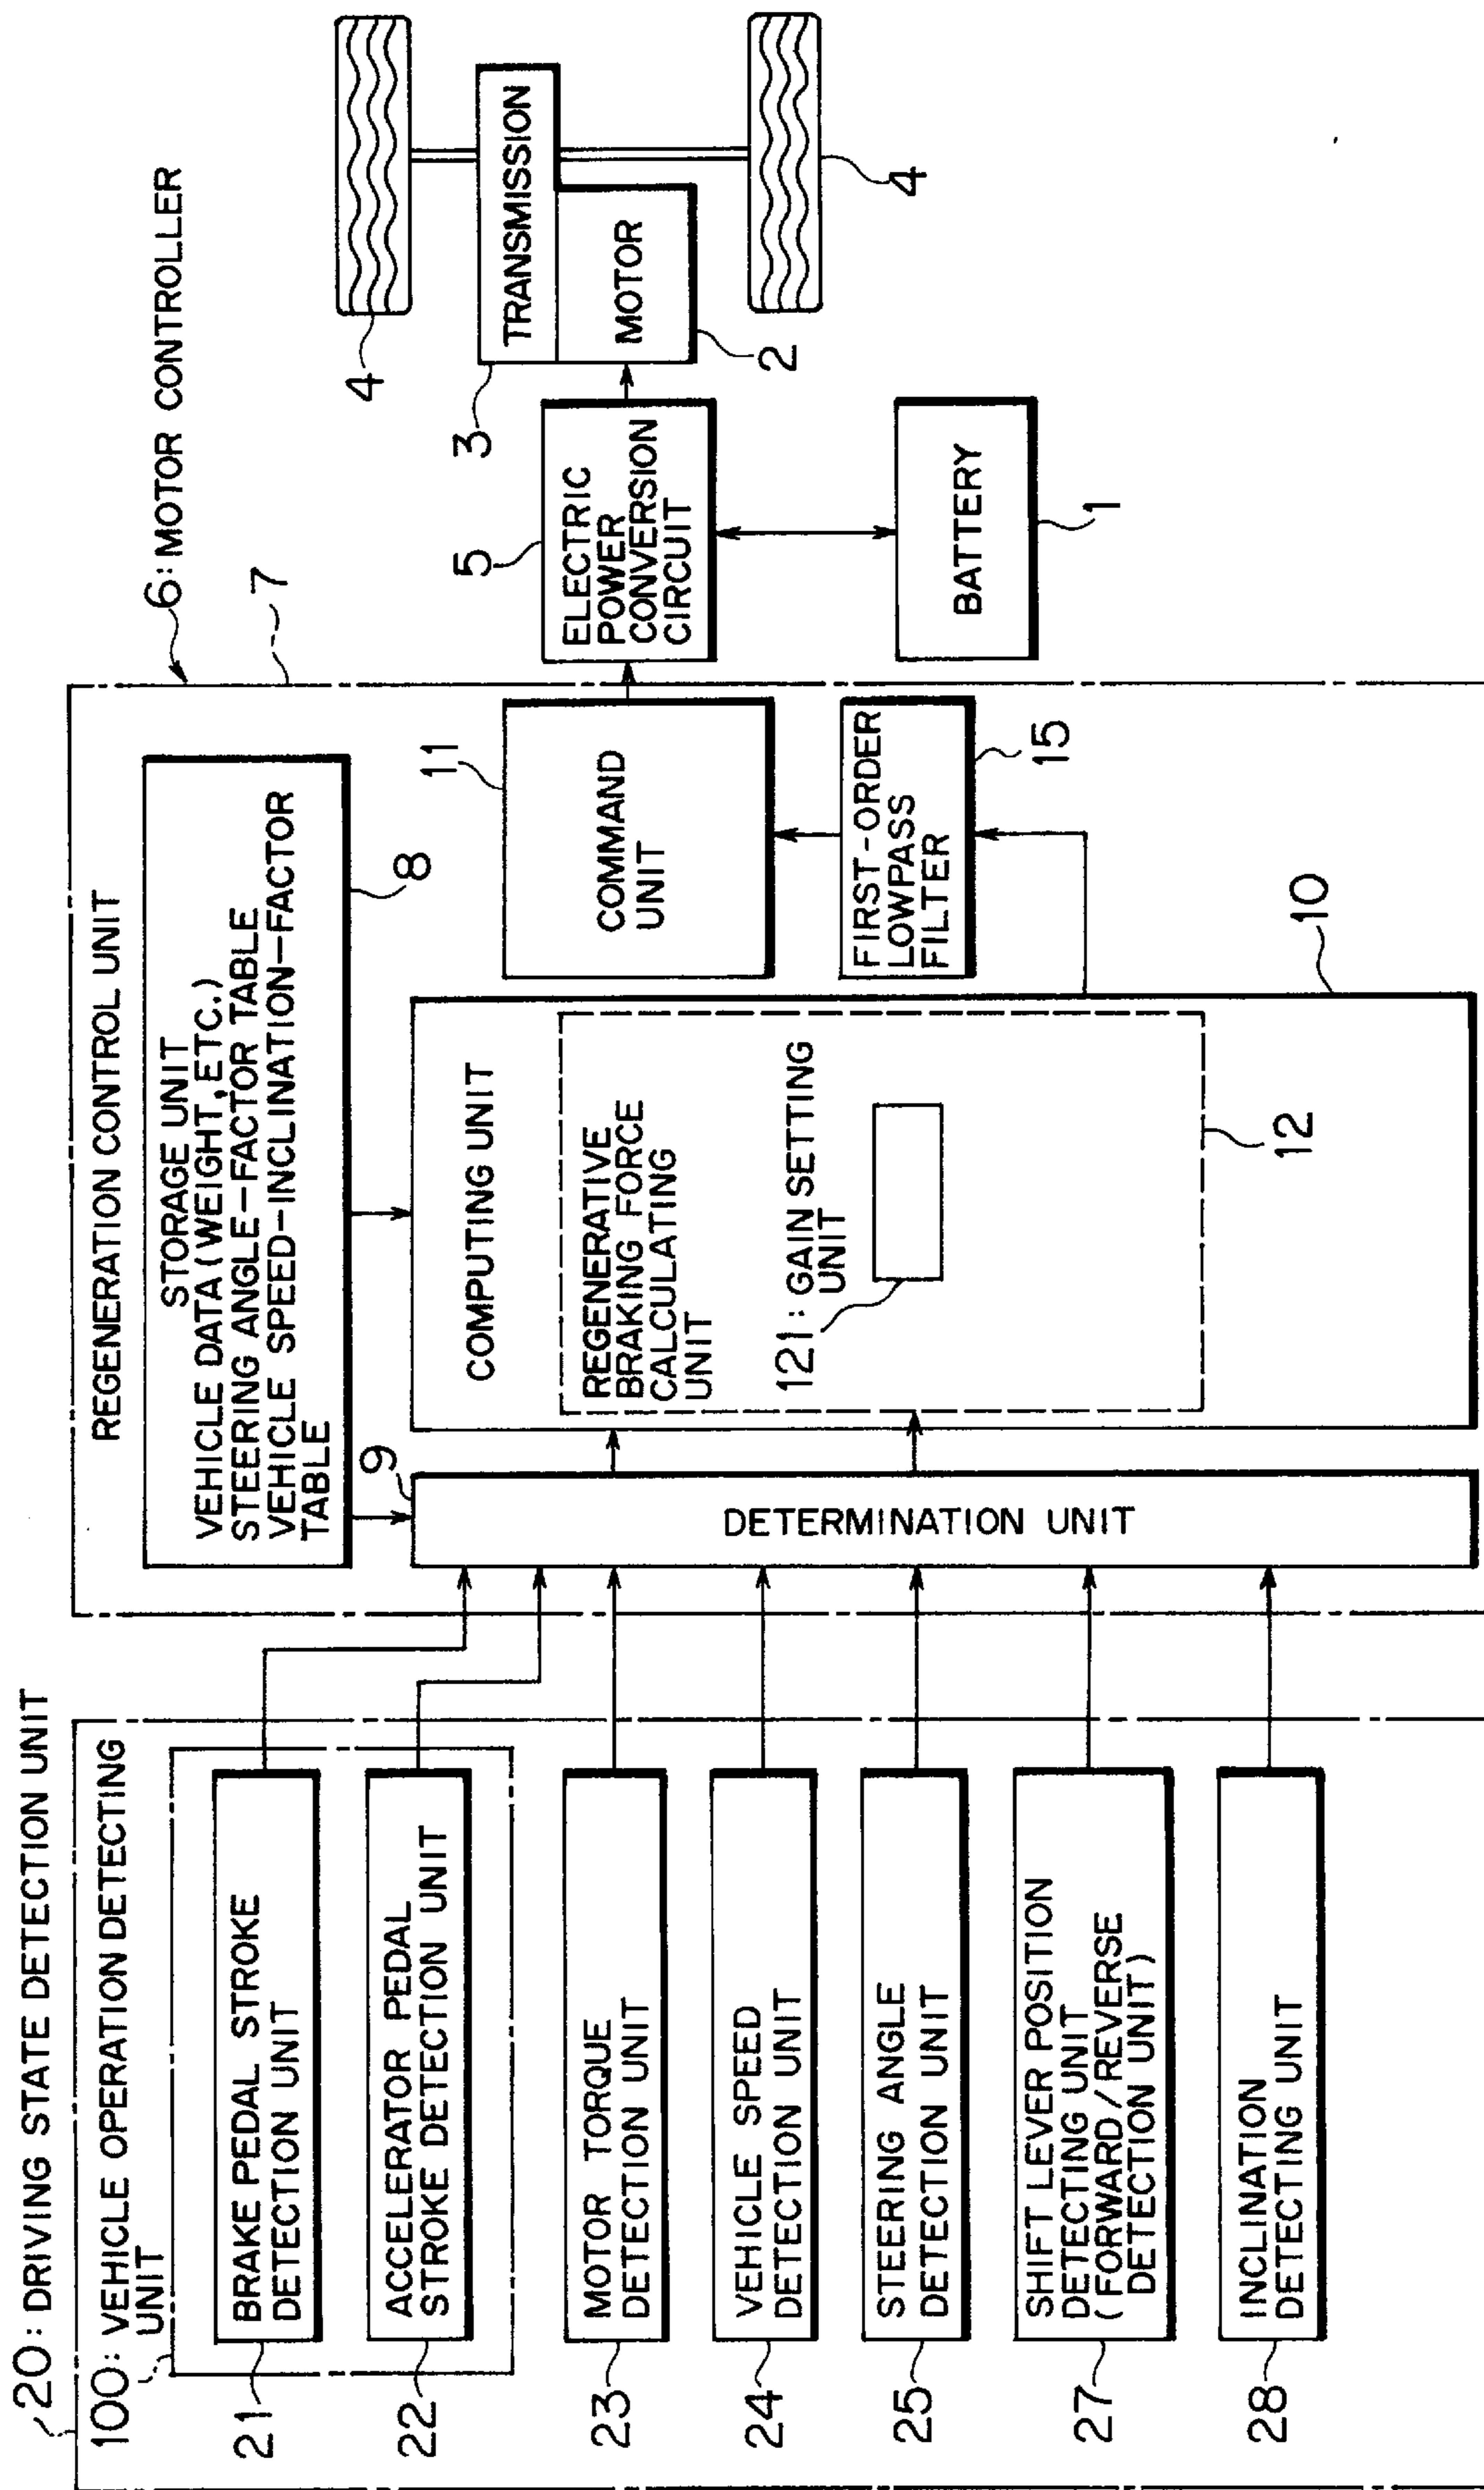 20: DRIVING STATE DETECTION UNIT
100: VEHICLE OPERATION DETECTING
UNIT
21
BRAKE PEDAL STROKE
DETECTION UNIT
22
ACCELERATOR PEDAL
STROKE DETECTION UNIT
23
MOTOR TORQUE
DETECTION UNIT
24
VEHICLE SPEED
DETECTION UNIT
25
STEERING ANGLE
DETECTION UNIT
27
SHIFT LEVER POSITION
DETECTING UNIT
(FORWARD/REVERSE
DETECTION UNIT)
28
INCLINATION
DETECTING UNIT
6: MOTOR CONTROLLER
7
REGENERATION CONTROL UNIT
STORAGE UNIT
VEHICLE DATA (WEIGHT, ETC.)
STEERING ANGLE-FACTOR TABLE
VEHICLE SPEED-INCLINATION-FACTOR
TABLE
8
9
DETERMINATION UNIT
COMPUTING UNIT
10
REGENERATIVE
BRAKING FORCE
CALCULATING
UNIT
121: GAIN SETTING
UNIT
12
11
COMMAND
UNIT
FIRST-ORDER
LOWPASS
FILTER
15
5
ELECTRIC
POWER
CONVERSION
CIRCUIT
BATTERY
1
3
TRANSMISSION
MOTOR
2
4
4